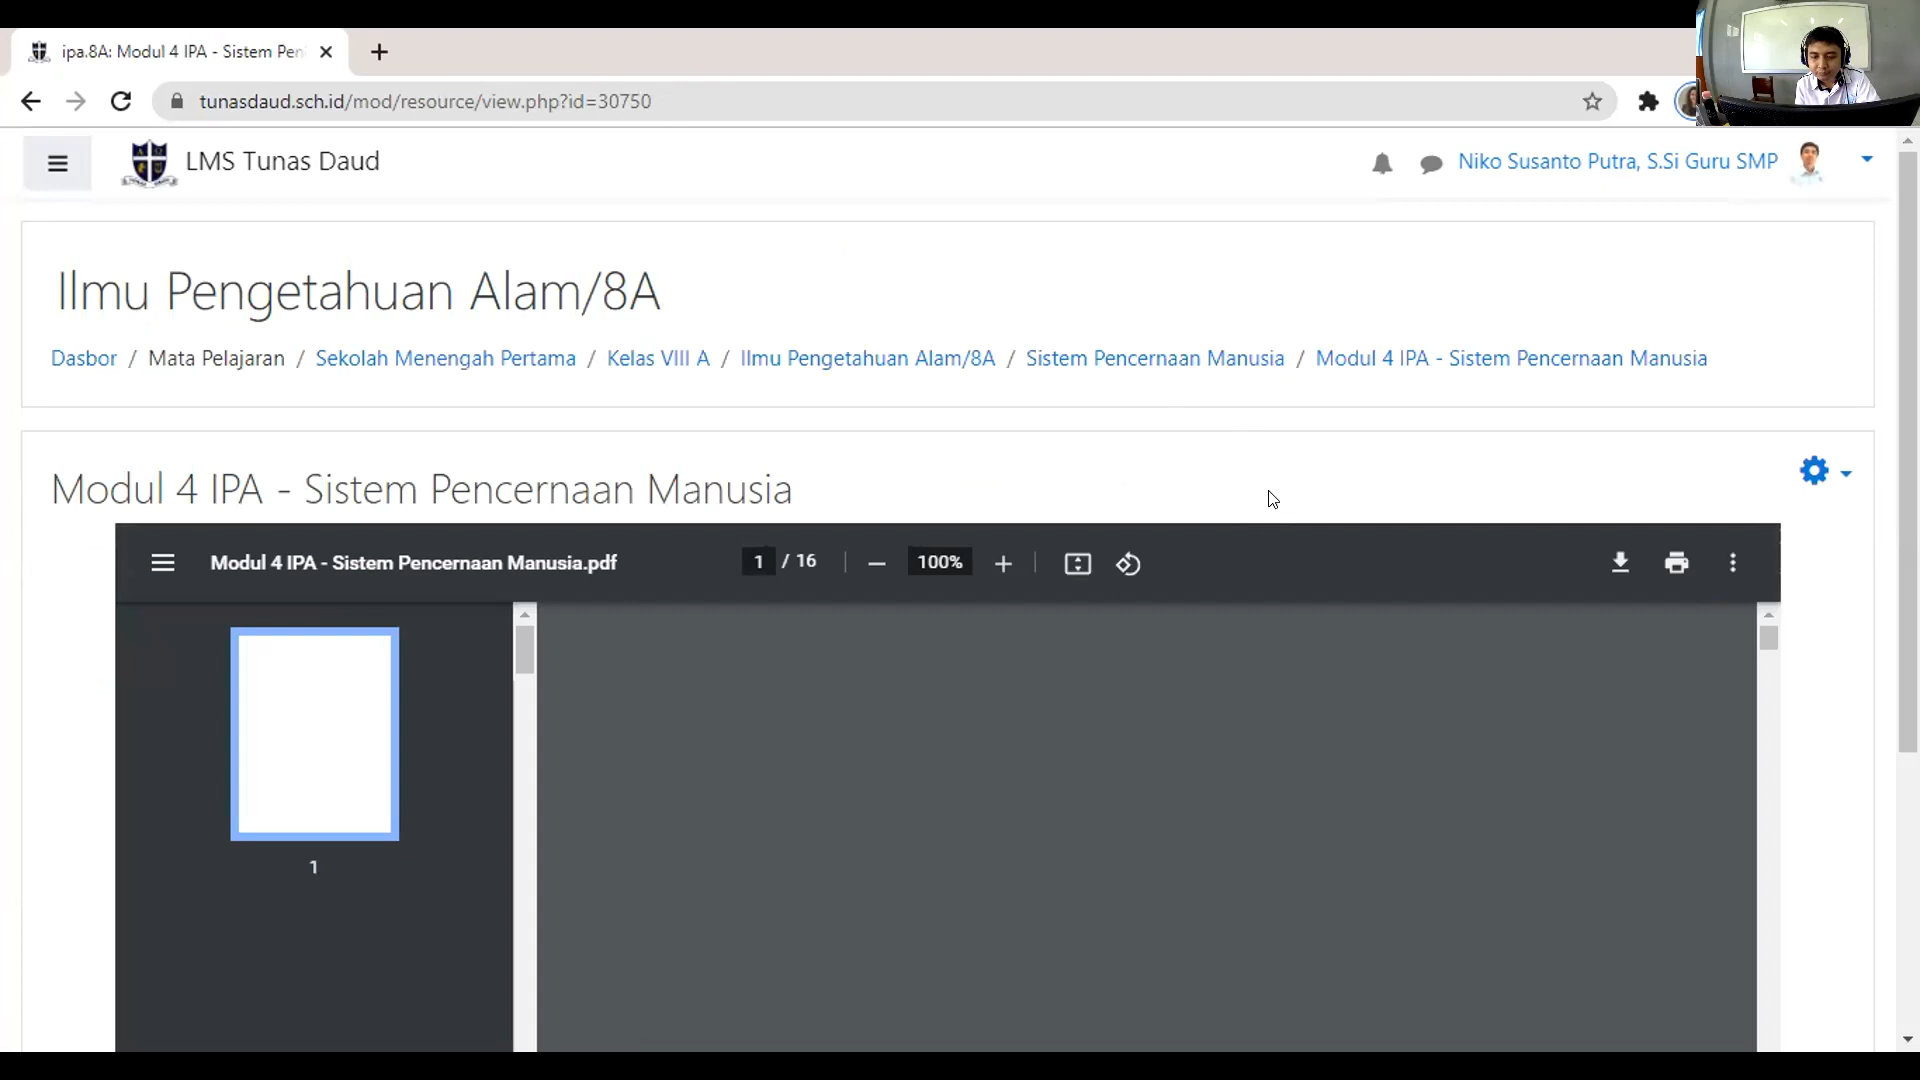 ipa.8A: Modul 4 IPA - Sistem Pen
tunasdaud.sch.id/mod/resource/view.php?id=30750
LMS Tunas Daud
Niko Susanto Putra, S.Si Guru SMP
Ilmu Pengetahuan Alam/8A
Dasbor / Mata Pelajaran / Sekolah Menengah Pertama / Kelas VIII A / Ilmu Pengetahuan Alam/8A / Sistem Pencernaan Manusia / Modul 4 IPA - Sistem Pencernaan Manusia
Modul 4 IPA - Sistem Pencernaan Manusia
Modul 4 IPA - Sistem Pencernaan Manusia.pdf 1 / 16 100%
1